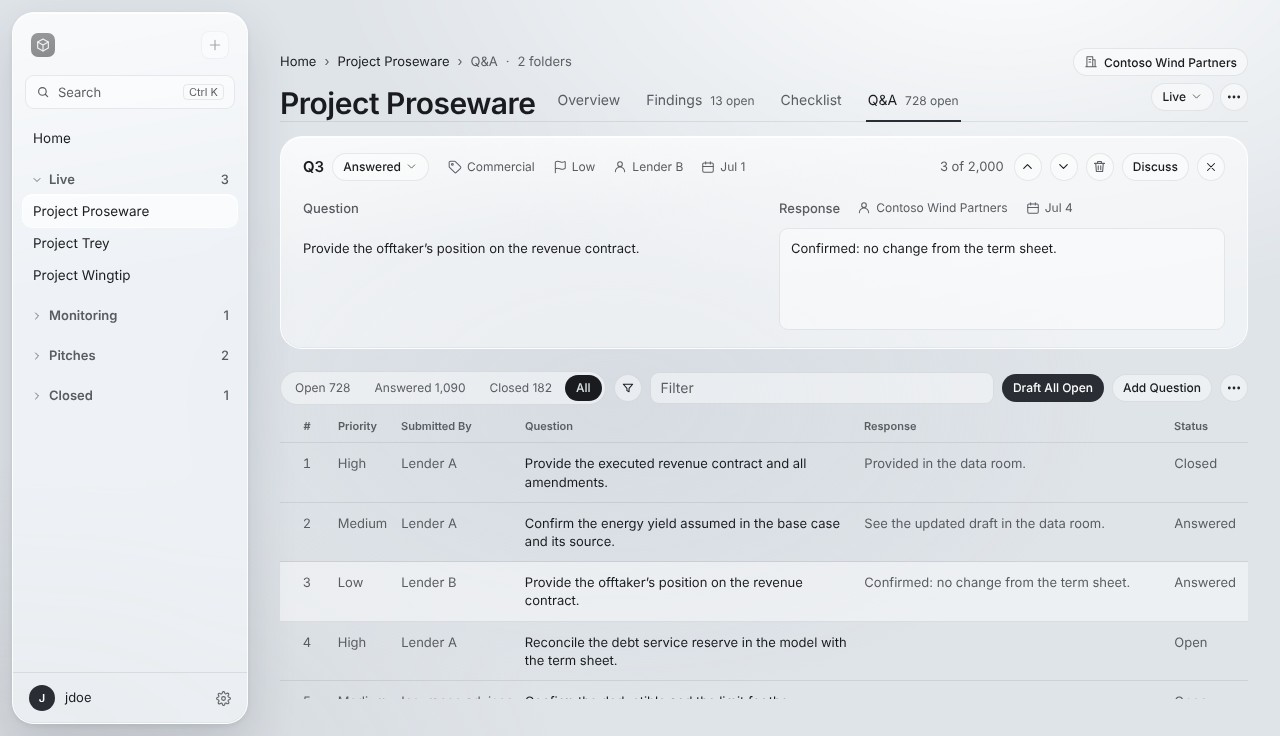 Search Ctrl K
Home
Live 3
Project Proseware
Project Trey
Project Wingtip
Monitoring 1
Pitches 2
Closed 1
J jdoe
Home › Project Proseware › Q&A · 2 folders
Contoso Wind Partners
Project Proseware Overview Findings 13 open Checklist Q&A 728 open
Live
Q3 Answered Commercial Low Lender B Jul 1 3 of 2,000 Discuss
Question
Response Contoso Wind Partners Jul 4
Provide the offtaker’s position on the revenue contract.
Confirmed: no change from the term sheet.
Open 728 Answered 1,090 Closed 182 All Filter Draft All Open Add Question
# Priority Submitted By Question Response Status
1 High Lender A Provide the executed revenue contract and all Provided in the data room. Closed
amendments.
2 Medium Lender A Confirm the energy yield assumed in the base case See the updated draft in the data room. Answered
and its source.
3 Low Lender B Provide the offtaker’s position on the revenue Confirmed: no change from the term sheet. Answered
contract.
4 High Lender A Reconcile the debt service reserve in the model with Open
the term sheet.